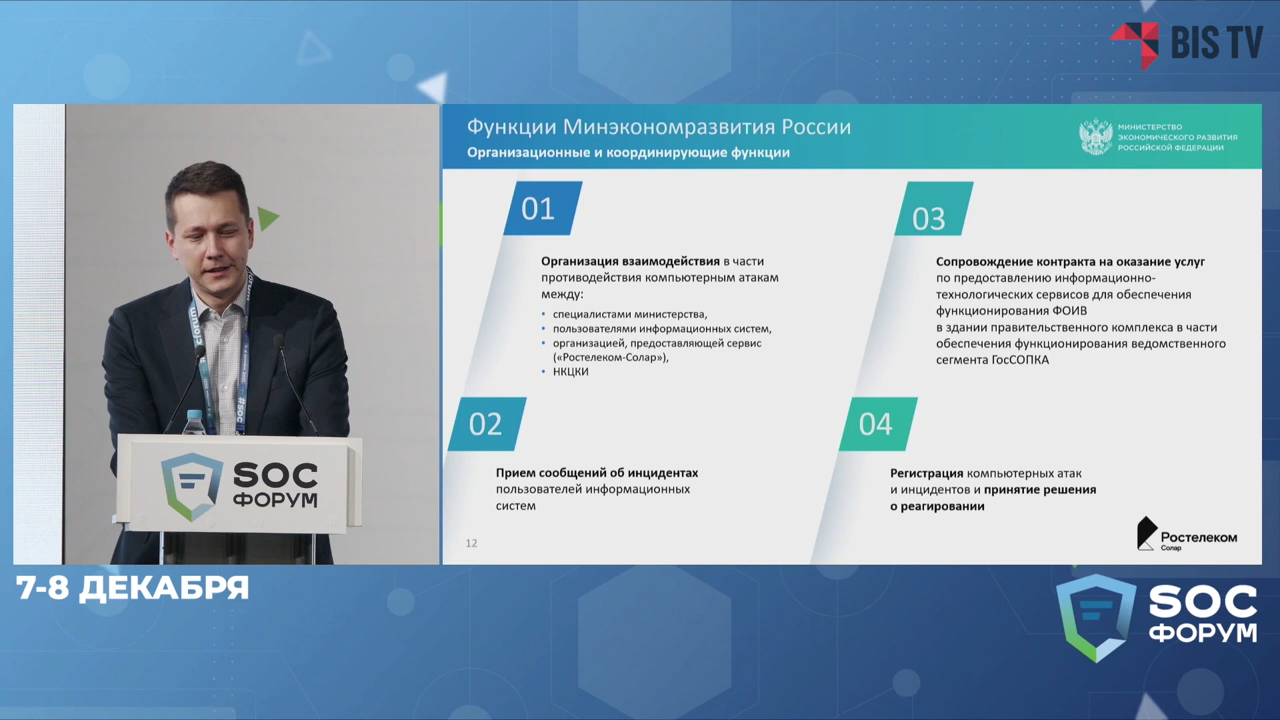 BIS TV
Функции Минэкономразвития России
Организационные и координирующие функции
МИНИСТЕРСТВО
ЭКОНОМИЧЕСКОГО РАЗВИТИЯ
РОССИЙСКОЙ ФЕДЕРАЦИИ
01
Организация взаимодействия в части
противодействия компьютерным атакам
между:
• специалистами министерства,
• пользователями информационных систем,
• организацией, предоставляющей сервис
(«Ростелеком-Солар»),
• НКЦКИ
02
Прием сообщений об инцидентах
пользователей информационных
систем
03
Сопровождение контракта на оказание услуг
по предоставлению информационно-
технологических сервисов для обеспечения
функционирования ФОИВ
в здании правительственного комплекса в части
обеспечения функционирования ведомственного
сегмента ГосСОПКА
04
Регистрация компьютерных атак
и инцидентов и принятие решения
о реагировании
12
Ростелеком
Солар
SOC
ФОРУМ
#SOC
7-8 ДЕКАБРЯ
SOC
ФОРУМ